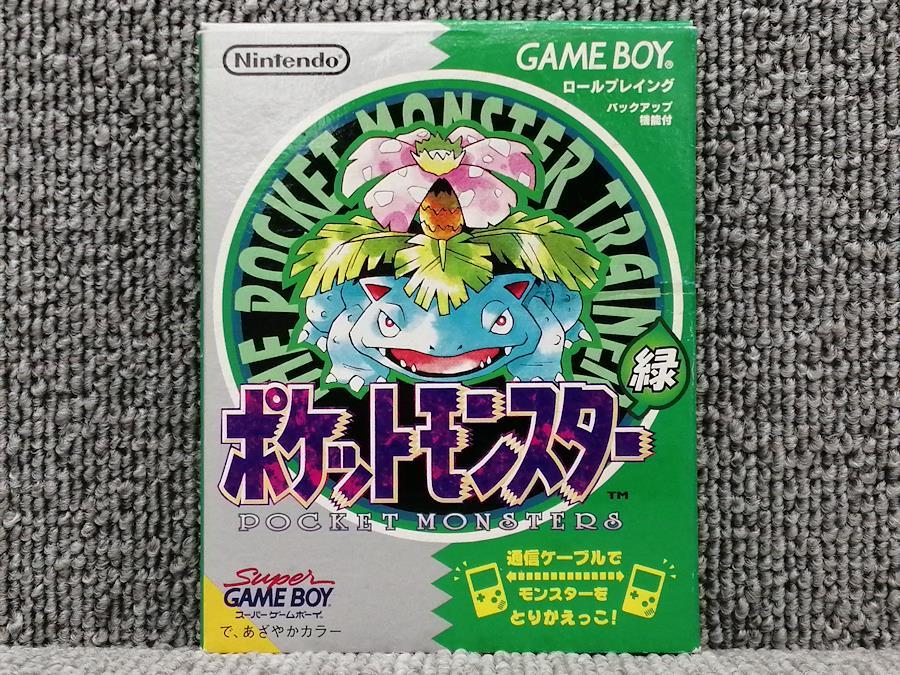 Nintendo®
GAME BOY®
ロールプレイング
バックアップ
機能付
THE POCKET MONSTER TRAINER
緑
ポケットモンスター
TM
POCKET MONSTERS
通信ケーブルで
モンスターを
とりかえっこ!
Super
GAME BOY®
スーパーゲームボーイ®
で、あざやかカラー